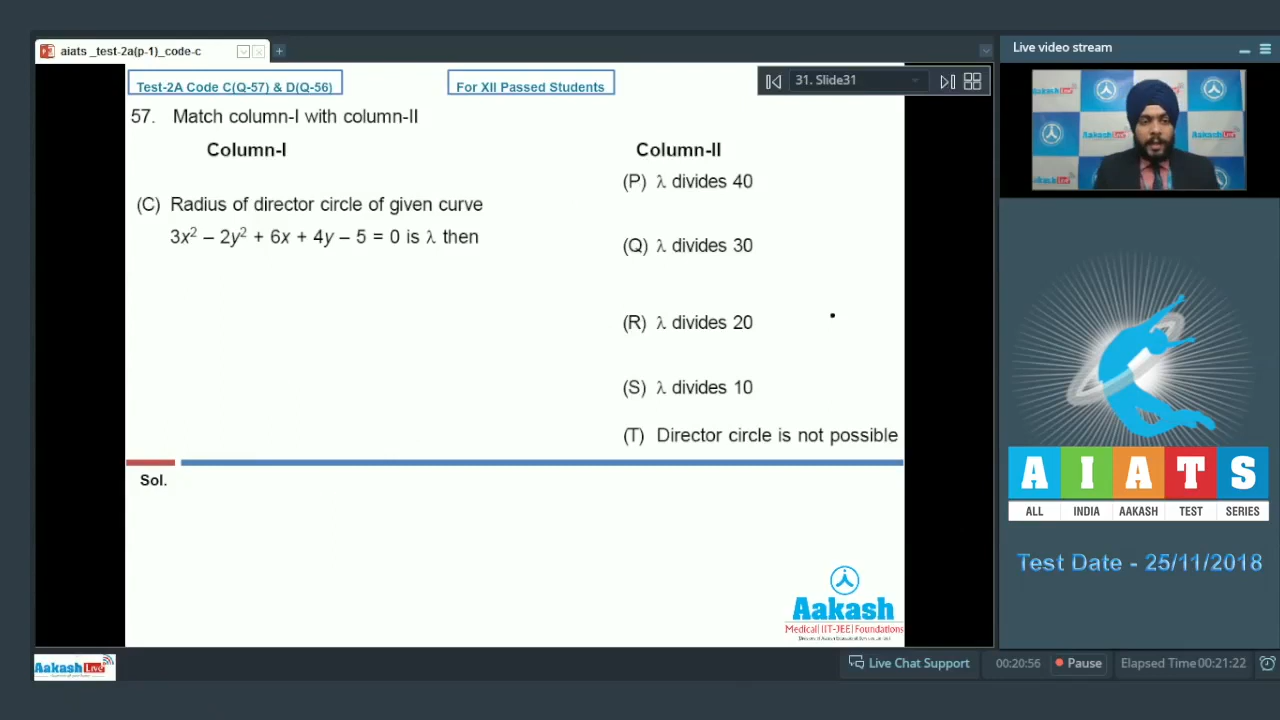 aiats _test-2a(p-1)_code-c
Live video stream
Test-2A Code C(Q-57) & D(Q-56)
For XII Passed Students
31. Slide31
57. Match column-I with column-II
Column-I
Column-II
(P) λ divides 40
(C) Radius of director circle of given curve
3x² – 2y² + 6x + 4y – 5 = 0 is λ then
(Q) λ divides 30
(R) λ divides 20
(S) λ divides 10
(T) Director circle is not possible
Sol.
Aakash
Medical|IIT-JEE|Foundations
A I A T S
ALL INDIA AAKASH TEST SERIES
Test Date - 25/11/2018
Aakash Live
Live Chat Support
00:20:56
Pause
Elapsed Time 00:21:22